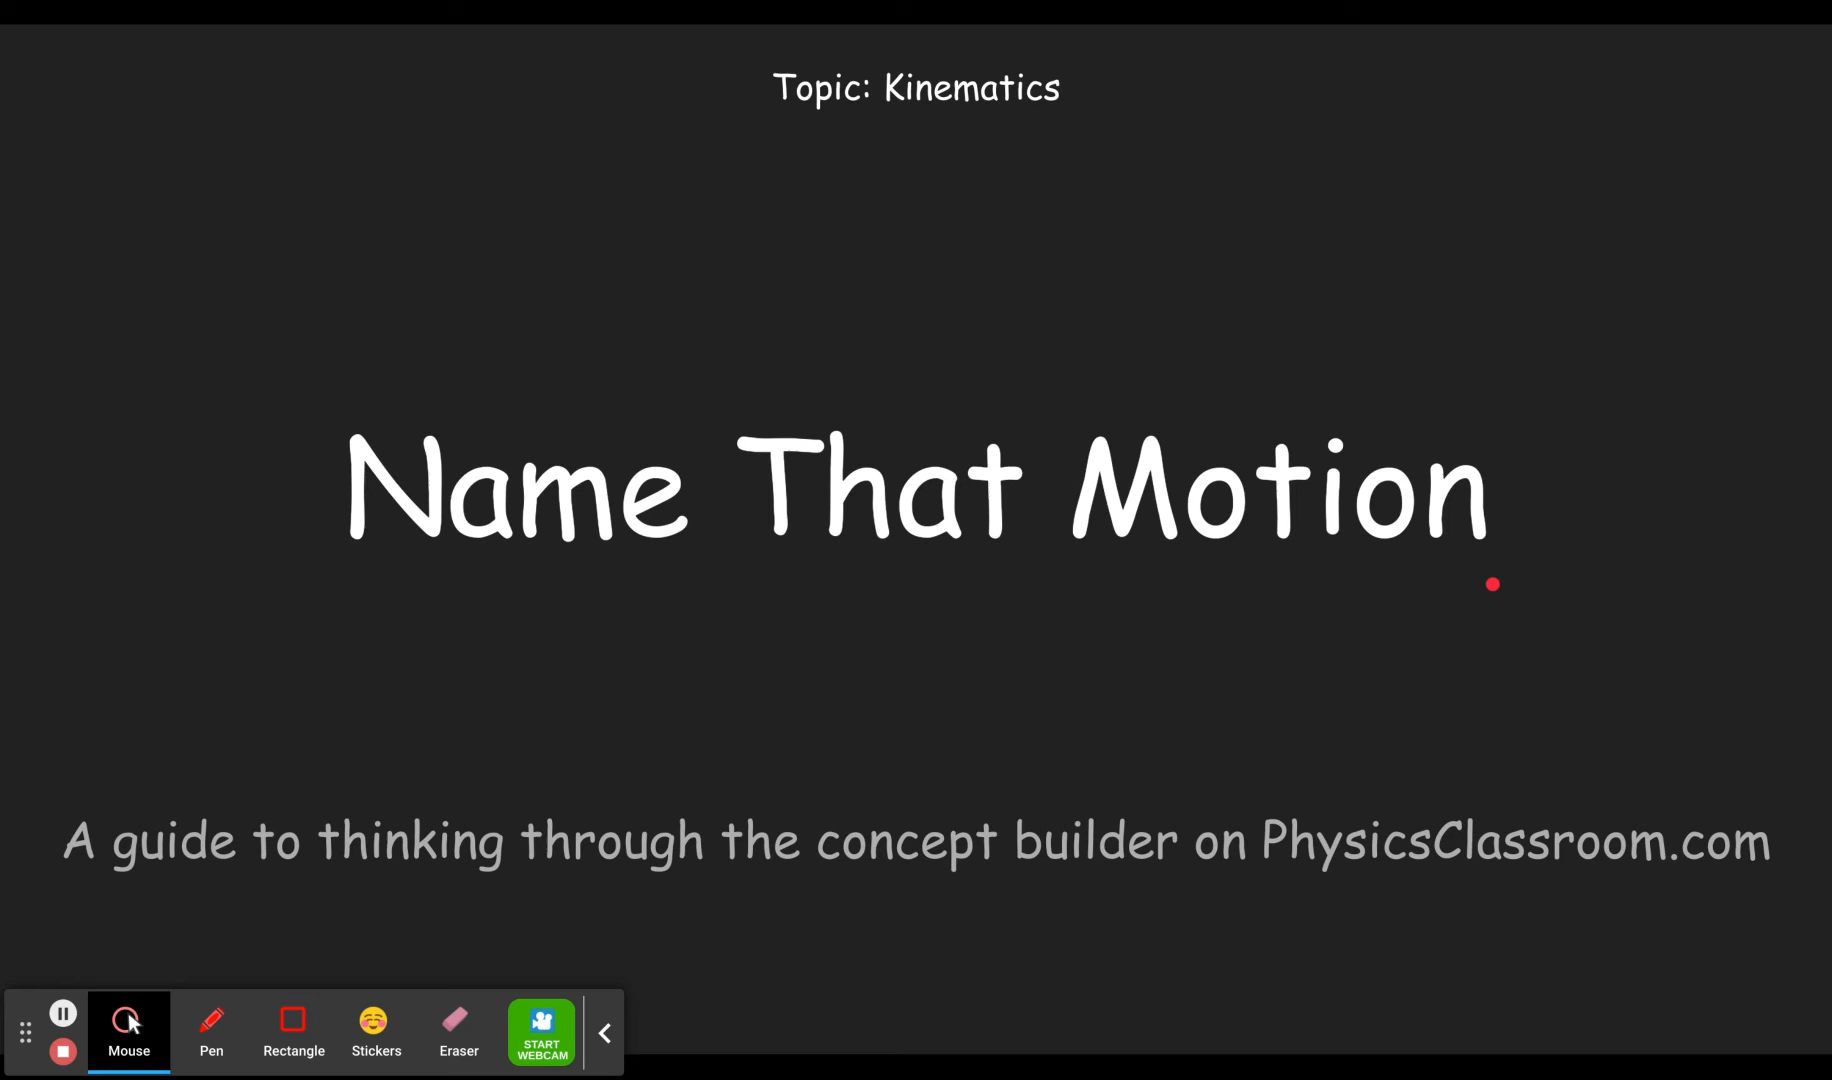 Topic: Kinematics
Name That Motion
A guide to thinking through the concept builder on PhysicsClassroom.com
Mouse
Pen
Rectangle
Stickers
Eraser
START
WEBCAM